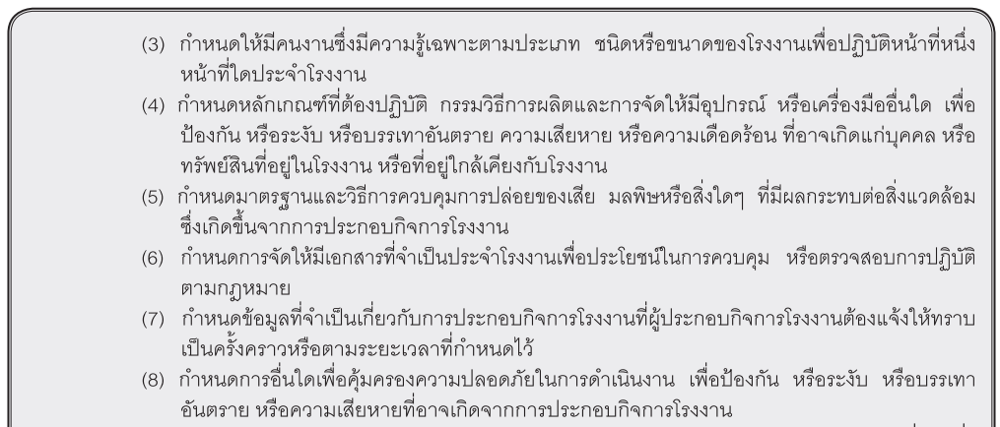 (3) กำหนดให้มีคนงานซึ่งมีความรู้เฉพาะตามประเภท ชนิดหรือขนาดของโรงงานเพื่อปฏิบัติหน้าที่หนึ่ง
หน้าที่ใดประจำโรงงาน
(4) กำหนดหลักเกณฑ์ที่ต้องปฏิบัติ กรรมวิธีการผลิตและการจัดให้มีอุปกรณ์ หรือเครื่องมืออื่นใด เพื่อ
ป้องกัน หรือระงับ หรือบรรเทาอันตราย ความเสียหาย หรือความเดือดร้อน ที่อาจเกิดแก่บุคคล หรือ
ทรัพย์สินที่อยู่ในโรงงาน หรือที่อยู่ใกล้เคียงกับโรงงาน
(5) กำหนดมาตรฐานและวิธีการควบคุมการปล่อยของเสีย มลพิษหรือสิ่งใดๆ ที่มีผลกระทบต่อสิ่งแวดล้อม
ซึ่งเกิดขึ้นจากการประกอบกิจการโรงงาน
(6) กำหนดการจัดให้มีเอกสารที่จำเป็นประจำโรงงานเพื่อประโยชน์ในการควบคุม หรือตรวจสอบการปฏิบัติ
ตามกฎหมาย
(7) กำหนดข้อมูลที่จำเป็นเกี่ยวกับการประกอบกิจการโรงงานที่ผู้ประกอบกิจการโรงงานต้องแจ้งให้ทราบ
เป็นครั้งคราวหรือตามระยะเวลาที่กำหนดไว้
(8) กำหนดการอื่นใดเพื่อคุ้มครองความปลอดภัยในการดำเนินงาน เพื่อป้องกัน หรือระงับ หรือบรรเทา
อันตราย หรือความเสียหายที่อาจเกิดจากการประกอบกิจการโรงงาน